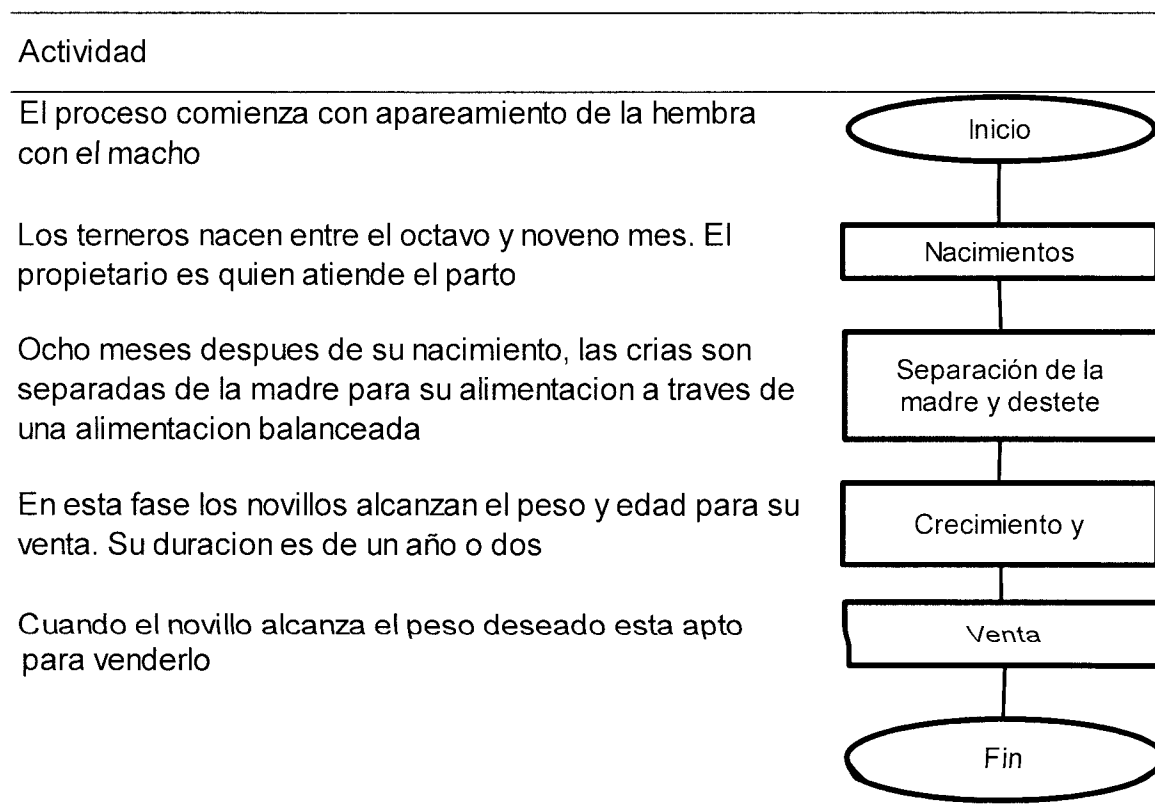 Actividad
El proceso comienza con apareamiento de la hembra
con el macho
Inicio
Los terneros nacen entre el octavo y noveno mes. El
propietario es quien atiende el parto
Nacimientos
Ocho meses despues de su nacimiento, las crias son
separadas de la madre para su alimentacion a traves de
una alimentacion balanceada
Separación de la
madre y destete
En esta fase los novillos alcanzan el peso y edad para su
venta. Su duracion es de un año o dos
Crecimiento y
Cuando el novillo alcanza el peso deseado esta apto
para venderlo
Venta
Fin